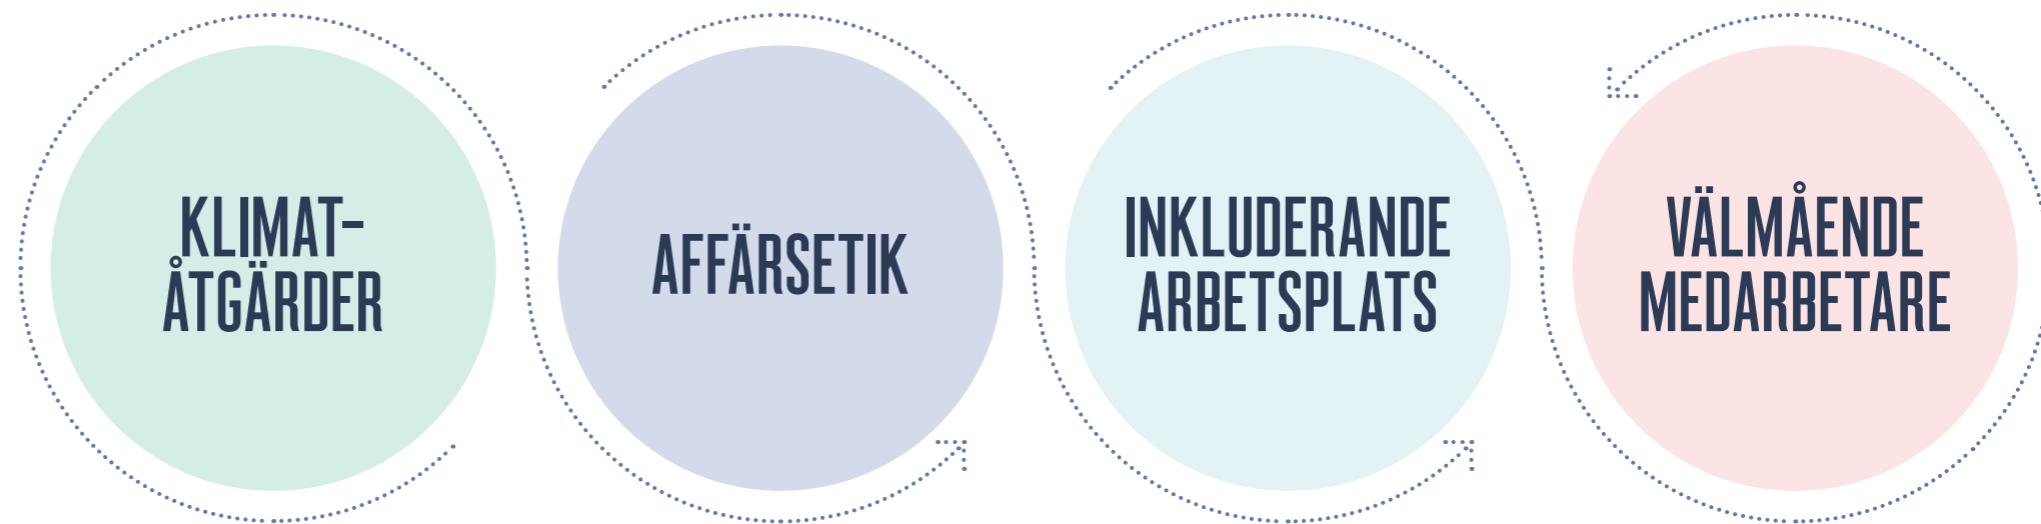 KLIMAT-
ÅTGÄRDER
AFFÄRSETIK
INKLUDERANDE
ARBETSPLATS
VÄLMÅENDE
MEDARBETARE